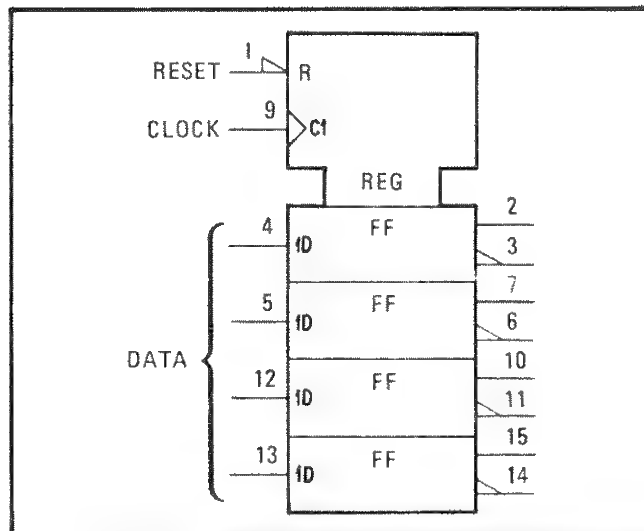 1
RESET R
9
CLOCK C1
REG
4 FF 2
1D 3
5 FF 7
1D 6
DATA
12 FF 10
1D 11
13 FF 15
1D 14